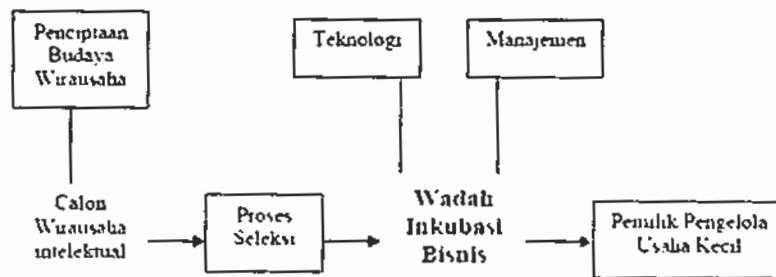 Penciptaan
Budaya
Wirausaha
Teknologi
Manajemen
Calon
Wirausaha
intelektual
Proses
Seleksi
Wadah
Inkubasi
Bisnis
Pemilik Pengelola
Usaha Kecil